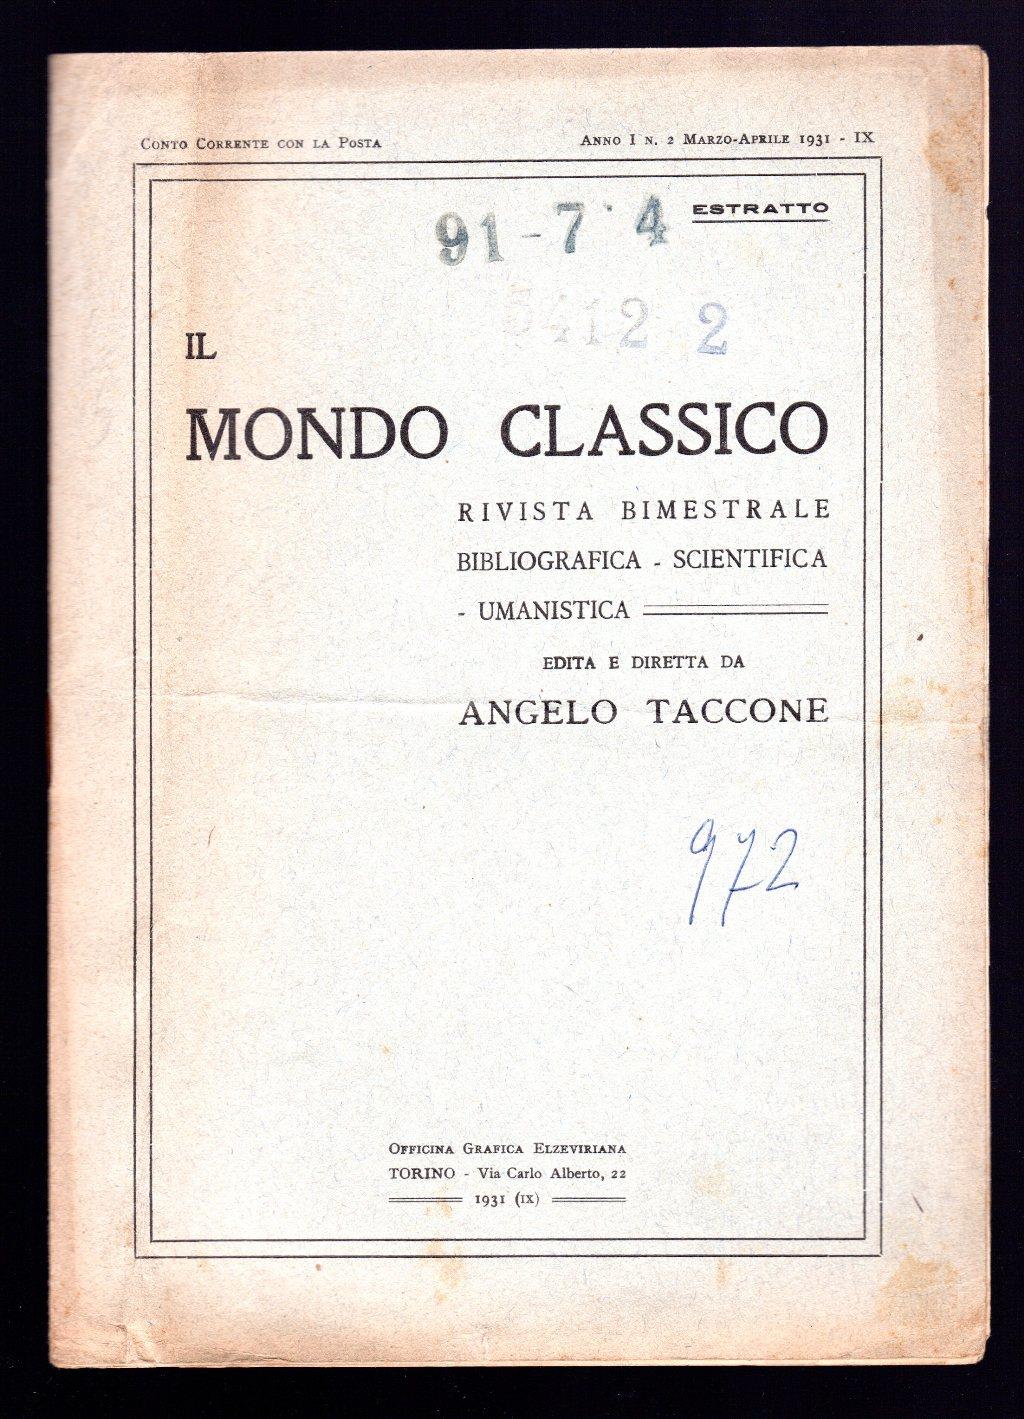 CONTO CORRENTE CON LA POSTA
ANNO I N. 2 MARZO-APRILE 1931 - IX
ESTRATTO
91-7 4
5412 2
IL
MONDO CLASSICO
RIVISTA BIMESTRALE
BIBLIOGRAFICA - SCIENTIFICA
- UMANISTICA
EDITA E DIRETTA DA
ANGELO TACCONE
972
OFFICINA GRAFICA ELZEVIRIANA
TORINO - Via Carlo Alberto, 22
1931 (IX)